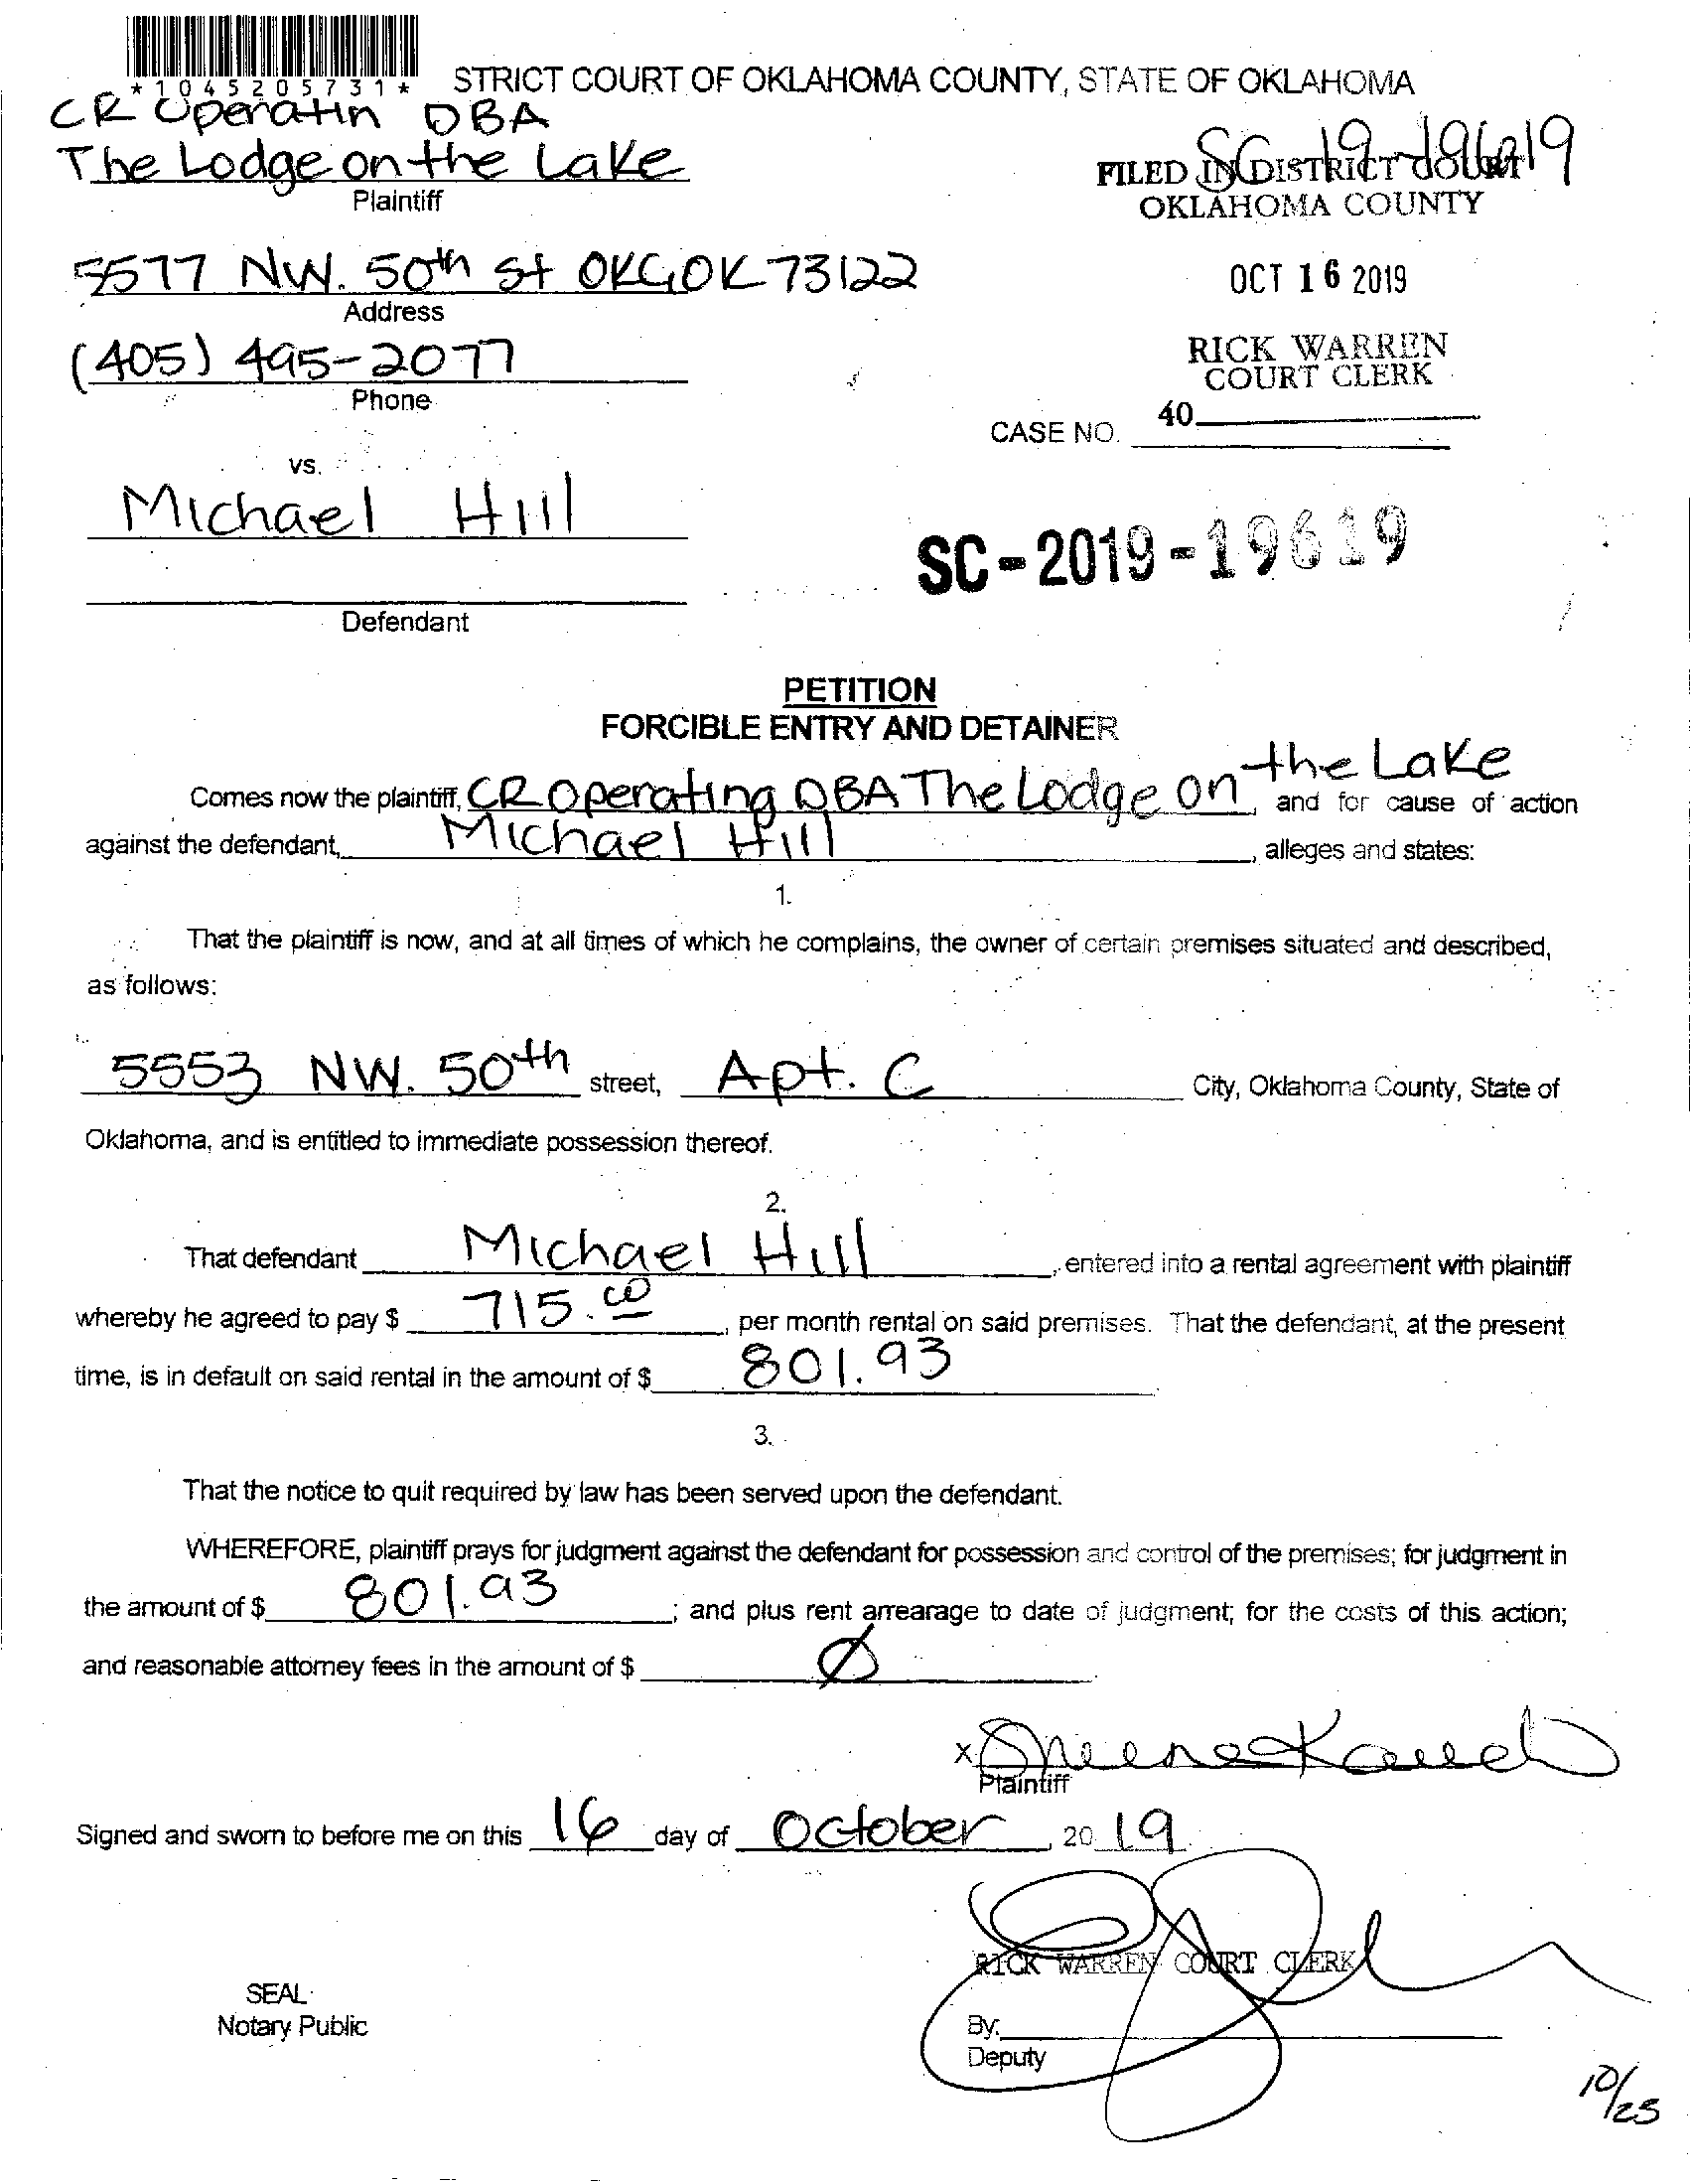 *1045205731*
STRICT COURT OF OKLAHOMA COUNTY, STATE OF OKLAHOMA
CR Operatin DBA
The Lodge on the Lake
Plaintiff
SC-19-19619
FILED IN DISTRICT COURT
OKLAHOMA COUNTY
5577 NW. 50th St OKC, OK 73122
Address
OCT 16 2019
(405) 495-2077
Phone
RICK WARREN
COURT CLERK
40
CASE NO.
vs.
Michael Hill
SC-2019-19619
Defendant
PETITION
FORCIBLE ENTRY AND DETAINER
Comes now the plaintiff, CR Operating DBA The Lodge on the Lake, and for cause of action
against the defendant, Michael Hill, alleges and states:
1.
That the plaintiff is now, and at all times of which he complains, the owner of certain premises situated and described,
as follows:
5553 NW. 50th street, Apt. C City, Oklahoma County, State of
Oklahoma, and is entitled to immediate possession thereof.
2.
That defendant Michael Hill, entered into a rental agreement with plaintiff
whereby he agreed to pay $ 715.00, per month rental on said premises. That the defendant, at the present
time, is in default on said rental in the amount of $ 801.93
3.
That the notice to quit required by law has been served upon the defendant.
WHEREFORE, plaintiff prays for judgment against the defendant for possession and control of the premises; for judgment in
the amount of $ 801.93; and plus rent arrearage to date of judgment; for the costs of this action;
and reasonable attorney fees in the amount of $ Ø
x
Plaintiff
Signed and sworn to before me on this 16 day of October, 20 19
RICK WARREN COURT CLERK
SEAL
Notary Public
By:
Deputy
10/25